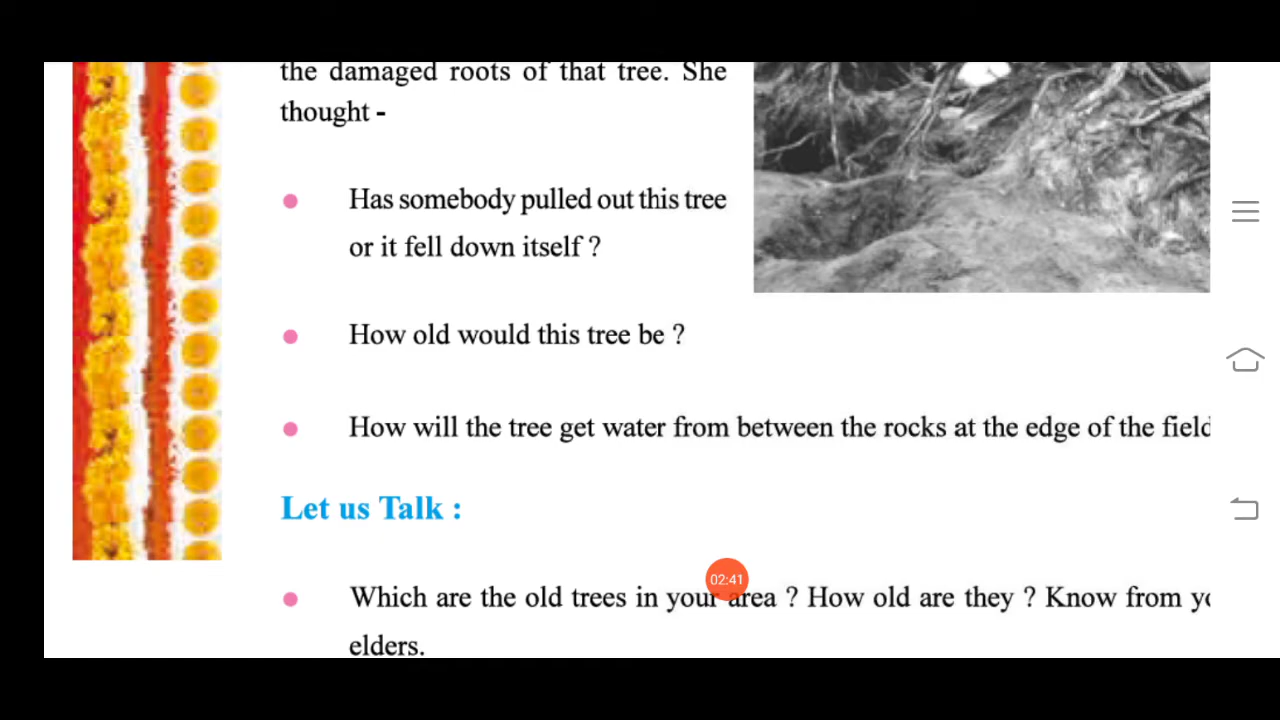 the damaged roots of that tree. She
thought -
Has somebody pulled out this tree
or it fell down itself ?
How old would this tree be ?
How will the tree get water from between the rocks at the edge of the field
Let us Talk :
02:41
Which are the old trees in your area ? How old are they ? Know from yo
elders.